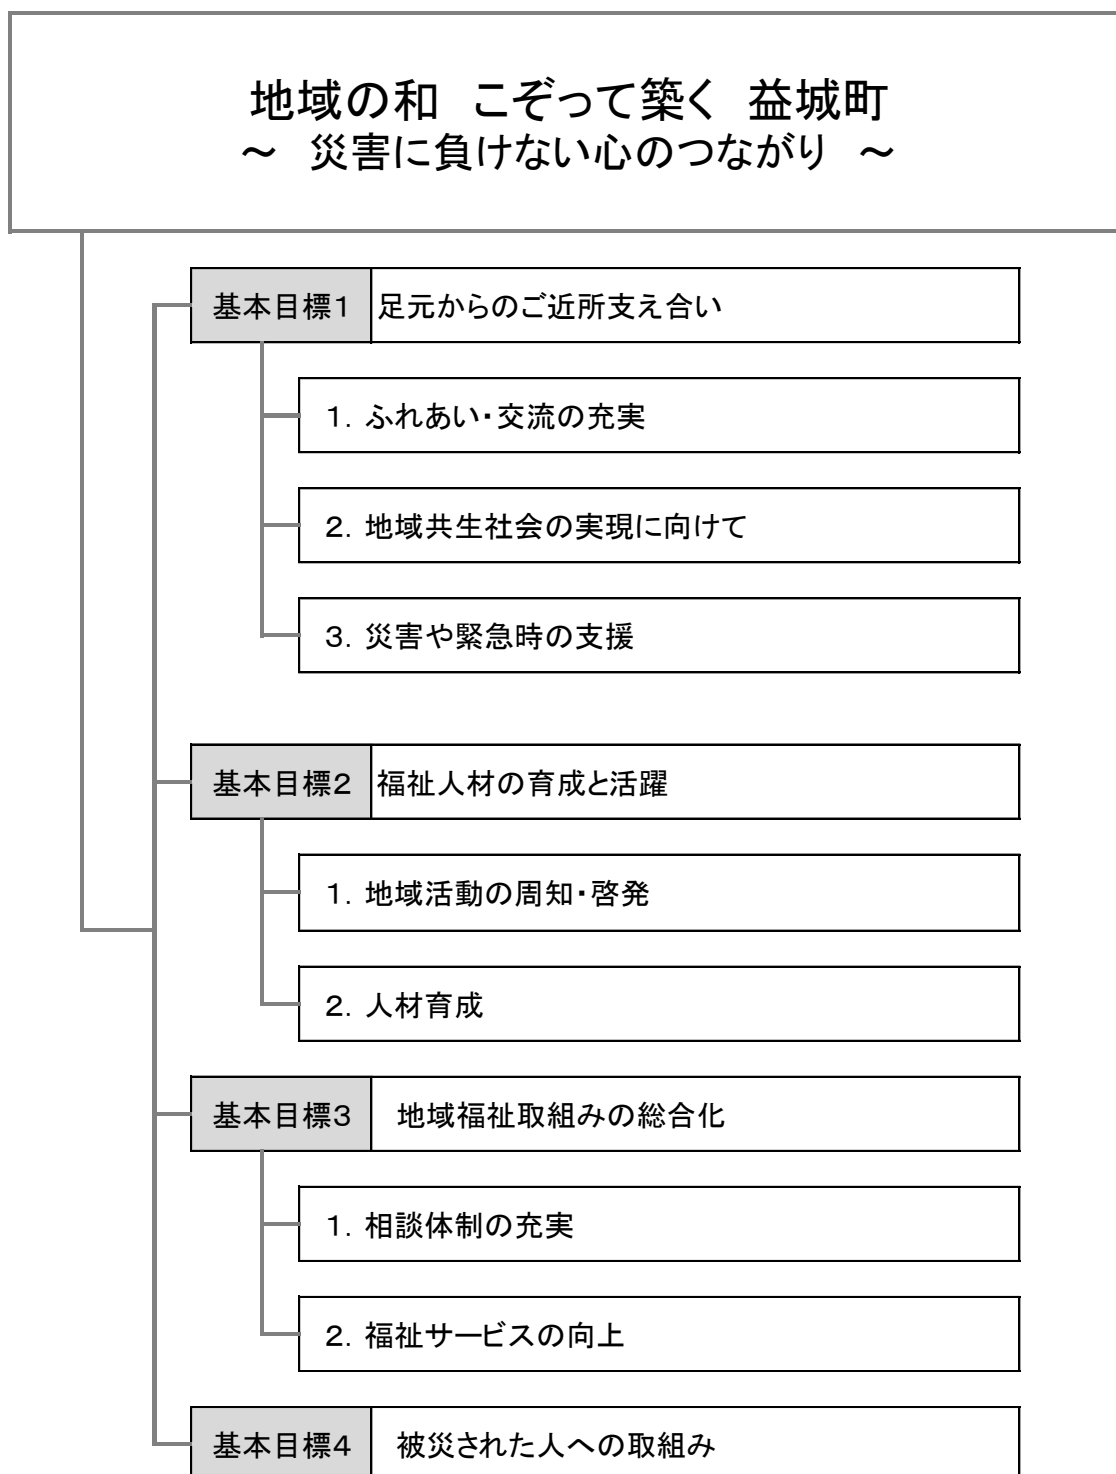 地域の和　こぞって築く　益城町
～　災害に負けない心のつながり　～
基本目標1　足元からのご近所支え合い
1．ふれあい・交流の充実
2．地域共生社会の実現に向けて
3．災害や緊急時の支援
基本目標2　福祉人材の育成と活躍
1．地域活動の周知・啓発
2．人材育成
基本目標3　地域福祉取組みの総合化
1．相談体制の充実
2．福祉サービスの向上
基本目標4　被災された人への取組み